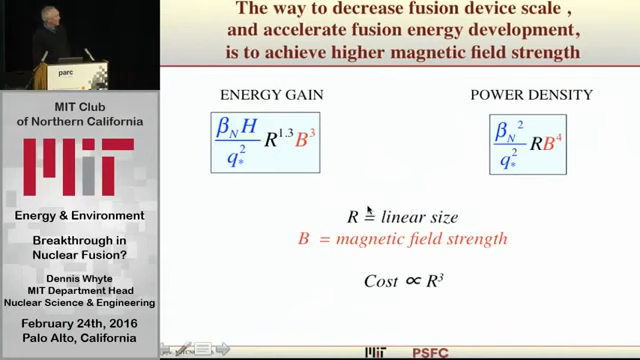 The way to decrease fusion device scale ,
and accelerate fusion energy development,
is to achieve higher magnetic field strength
parc
MIT Club
of Northern California
MIT
Energy & Environment
Breakthrough in
Nuclear Fusion?
Dennis Whyte
MIT Department Head
Nuclear Science & Engineering
February 24th, 2016
Palo Alto, California
ENERGY GAIN
β_N H / q_*^2 R^1.3 B^3
POWER DENSITY
β_N^2 / q_*^2 R B^4
R = linear size
B = magnetic field strength
Cost ∝ R^3
MIT PSFC